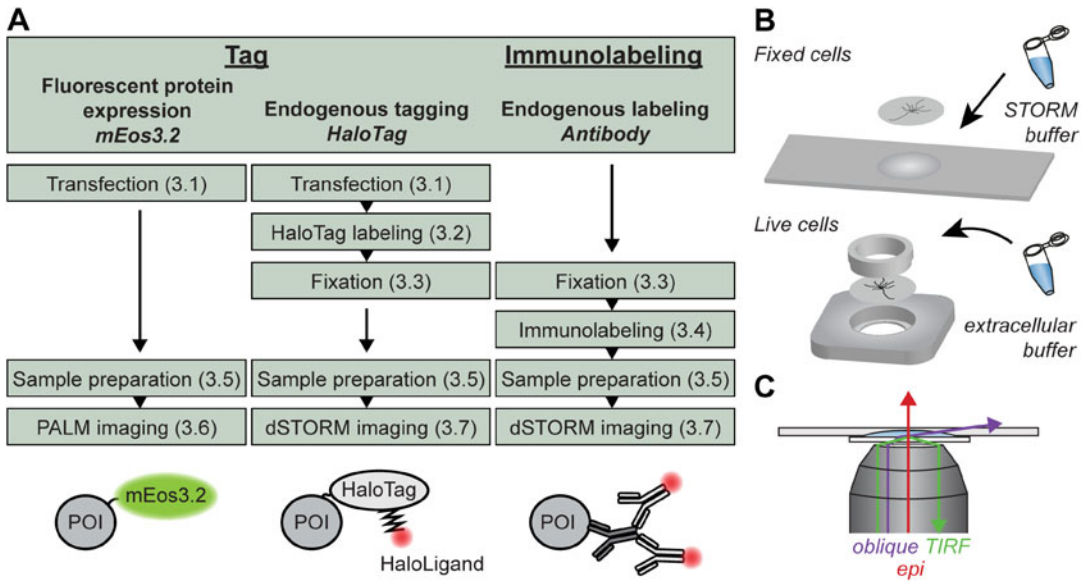 A
Tag
Immunolabeling
Fluorescent protein
expression
mEos3.2
Endogenous tagging
HaloTag
Endogenous labeling
Antibody
Transfection (3.1)
Transfection (3.1)
HaloTag labeling (3.2)
Fixation (3.3)
Fixation (3.3)
Immunolabeling (3.4)
Sample preparation (3.5)
Sample preparation (3.5)
Sample preparation (3.5)
PALM imaging (3.6)
dSTORM imaging (3.7)
dSTORM imaging (3.7)
POI
mEos3.2
POI
HaloTag
HaloLigand
POI
B
Fixed cells
STORM
buffer
Live cells
extracellular
buffer
C
oblique
TIRF
epi